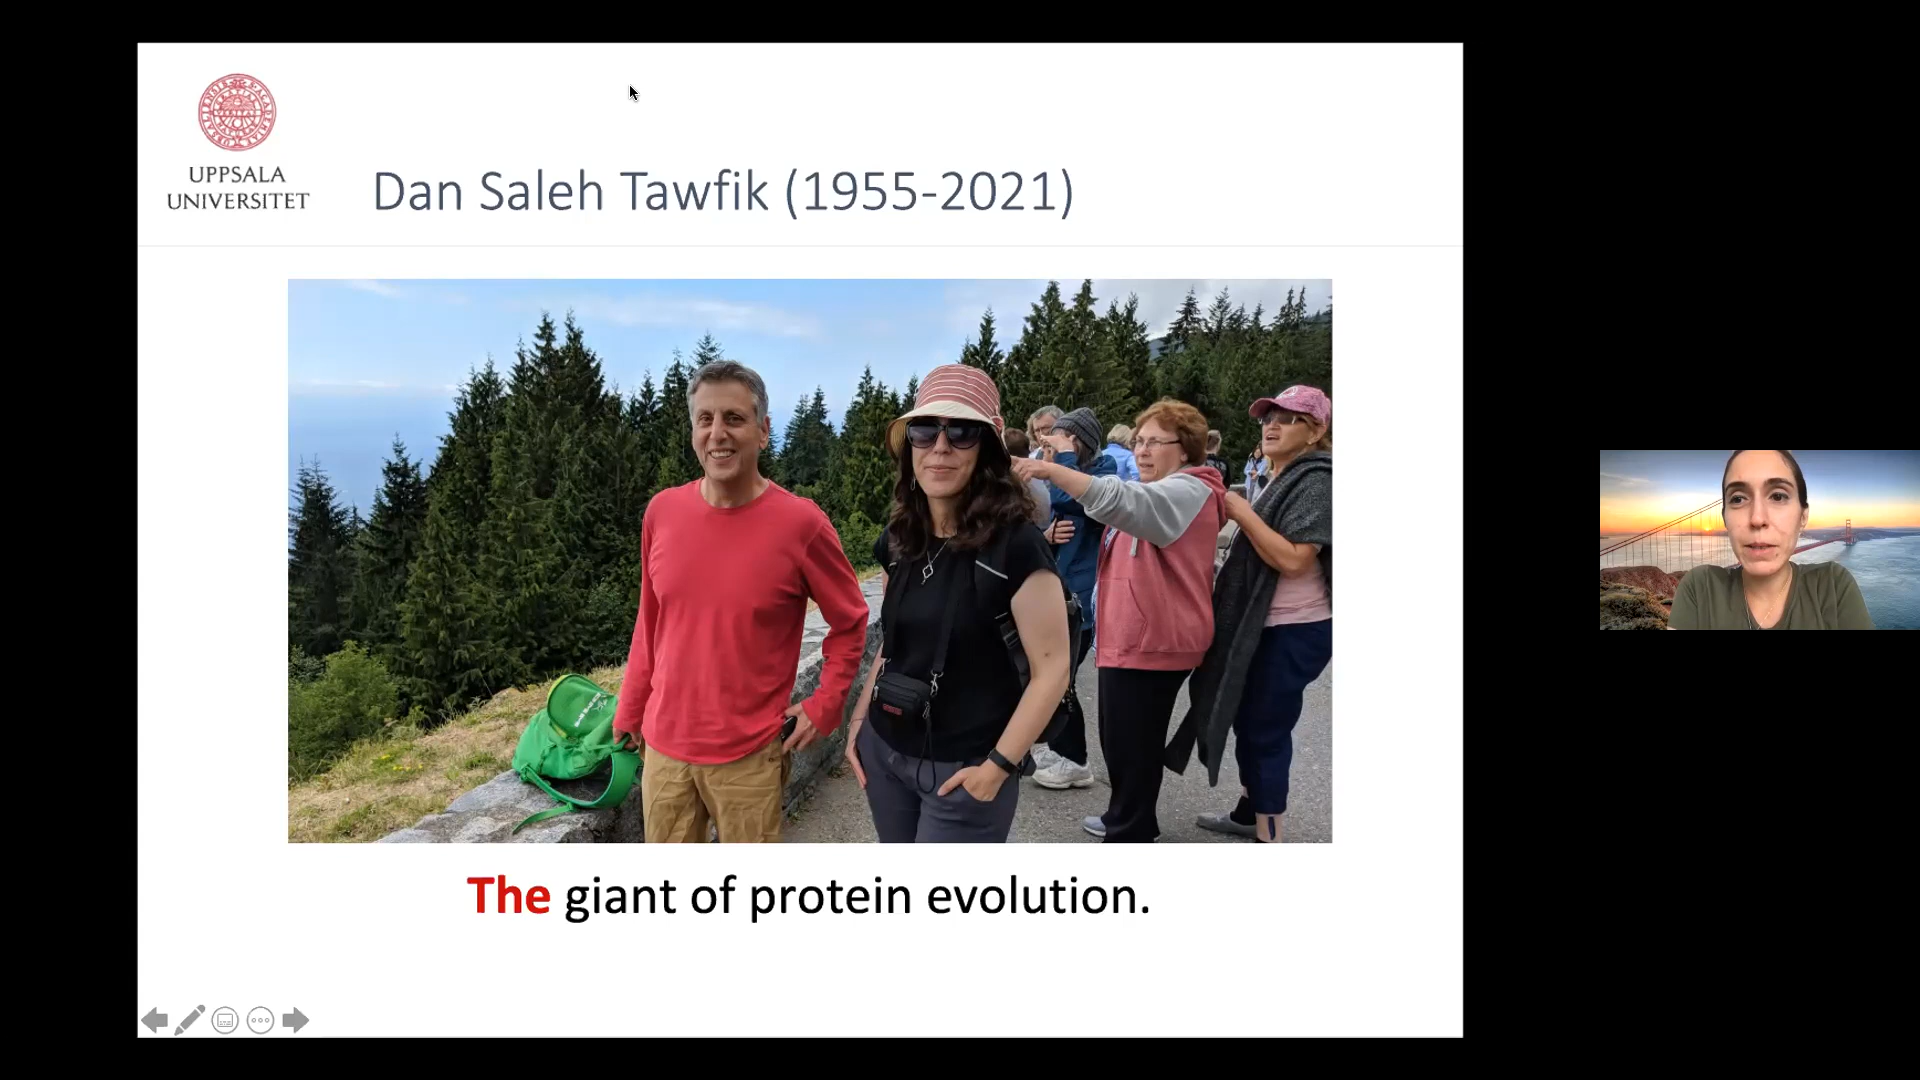 UPPSALA
UNIVERSITET
Dan Saleh Tawfik (1955-2021)
The giant of protein evolution.